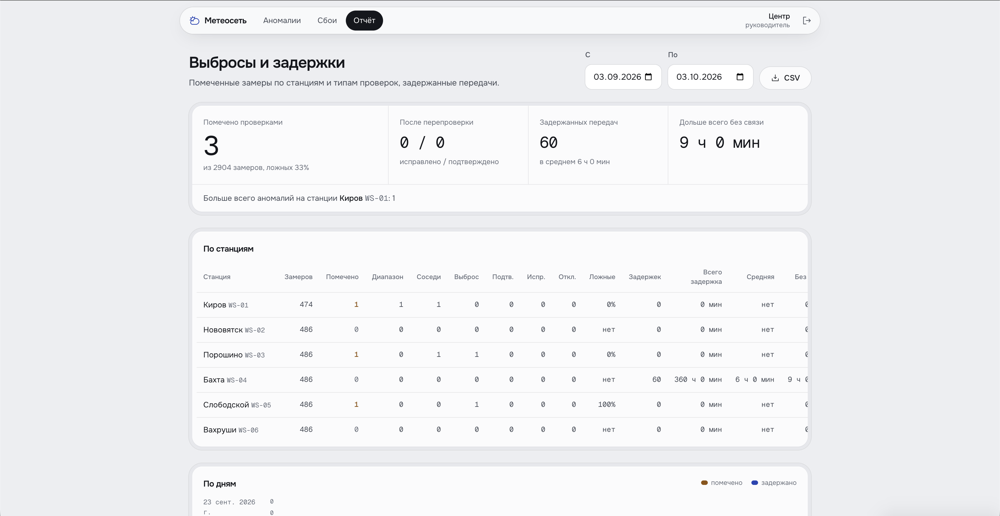 Метеосеть Аномалии Сбои Отчёт Центр
руководитель
С По
Выбросы и задержки
03.09.2026 03.10.2026 CSV
Помеченные замеры по станциям и типам проверок, задержанные передачи.
Помечено проверками После перепроверки Задержанных передач Дольше всего без связи
3 0 / 0 60 9 ч 0 мин
из 2904 замеров, ложных 33% исправлено / подтверждено в среднем 6 ч 0 мин
Больше всего аномалий на станции Киров WS-01: 1
По станциям
Станция Замеров Помечено Диапазон Соседи Выброс Подтв. Испр. Откл. Ложные Задержек Всего задержка Средняя Без
Киров WS-01 474 1 1 1 0 0 0 0 0% 0 0 мин нет 0
Нововятск WS-02 486 0 0 0 0 0 0 0 нет 0 0 мин нет 0
Порошино WS-03 486 1 0 1 1 0 0 0 0% 0 0 мин нет 0
Бахта WS-04 486 0 0 0 0 0 0 0 нет 60 360 ч 0 мин 6 ч 0 мин 9 ч 0
Слободской WS-05 486 1 0 0 1 0 0 0 100% 0 0 мин нет 0
Вахруши WS-06 486 0 0 0 0 0 0 0 нет 0 0 мин нет 0
По дням помечено задержано
23 сент. 2026 0
г. 0